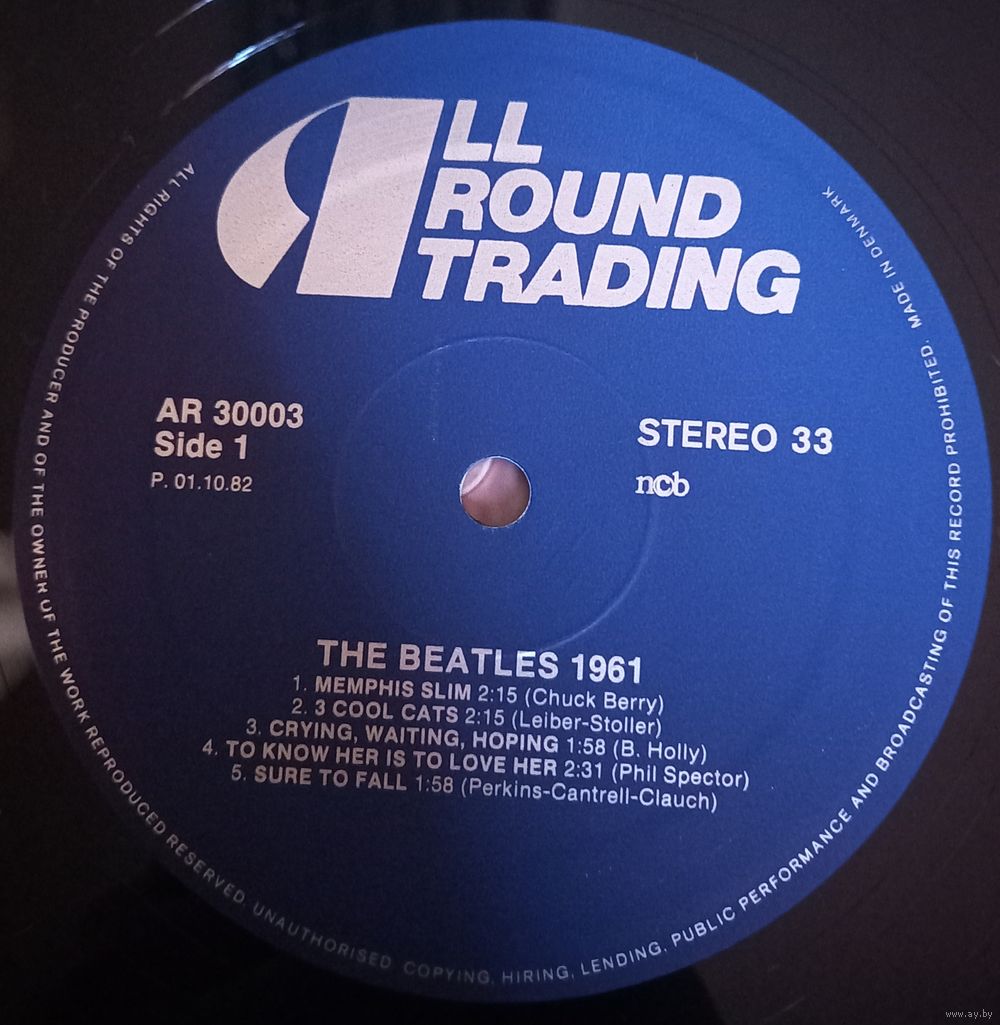 ALL
ROUND
TRADING
AR 30003
Side 1
P. 01.10.82
STEREO 33
ncb
THE BEATLES 1961
1. MEMPHIS SLIM 2:15 (Chuck Berry)
2. 3 COOL CATS 2:15 (Leiber-Stoller)
3. CRYING, WAITING, HOPING 1:58 (B. Holly)
4. TO KNOW HER IS TO LOVE HER 2:31 (Phil Spector)
5. SURE TO FALL 1:58 (Perkins-Cantrell-Clauch)
ALL RIGHTS OF THE PRODUCER AND OF THE OWNER OF THE WORK REPRODUCED RESERVED. UNAUTHORISED COPYING, HIRING, LENDING, PUBLIC PERFORMANCE AND BROADCASTING OF THIS RECORD PROHIBITED. MADE IN DENMARK
www.ay.by